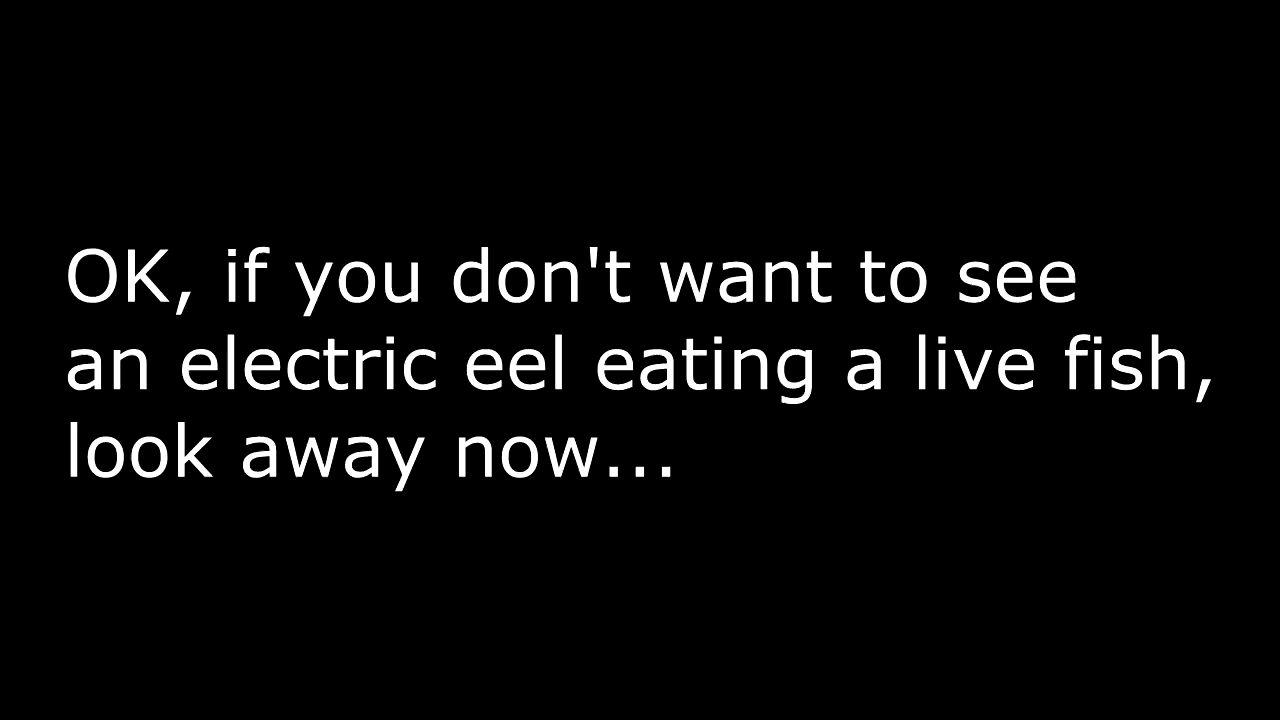 OK, if you don't want to see
an electric eel eating a live fish,
look away now...